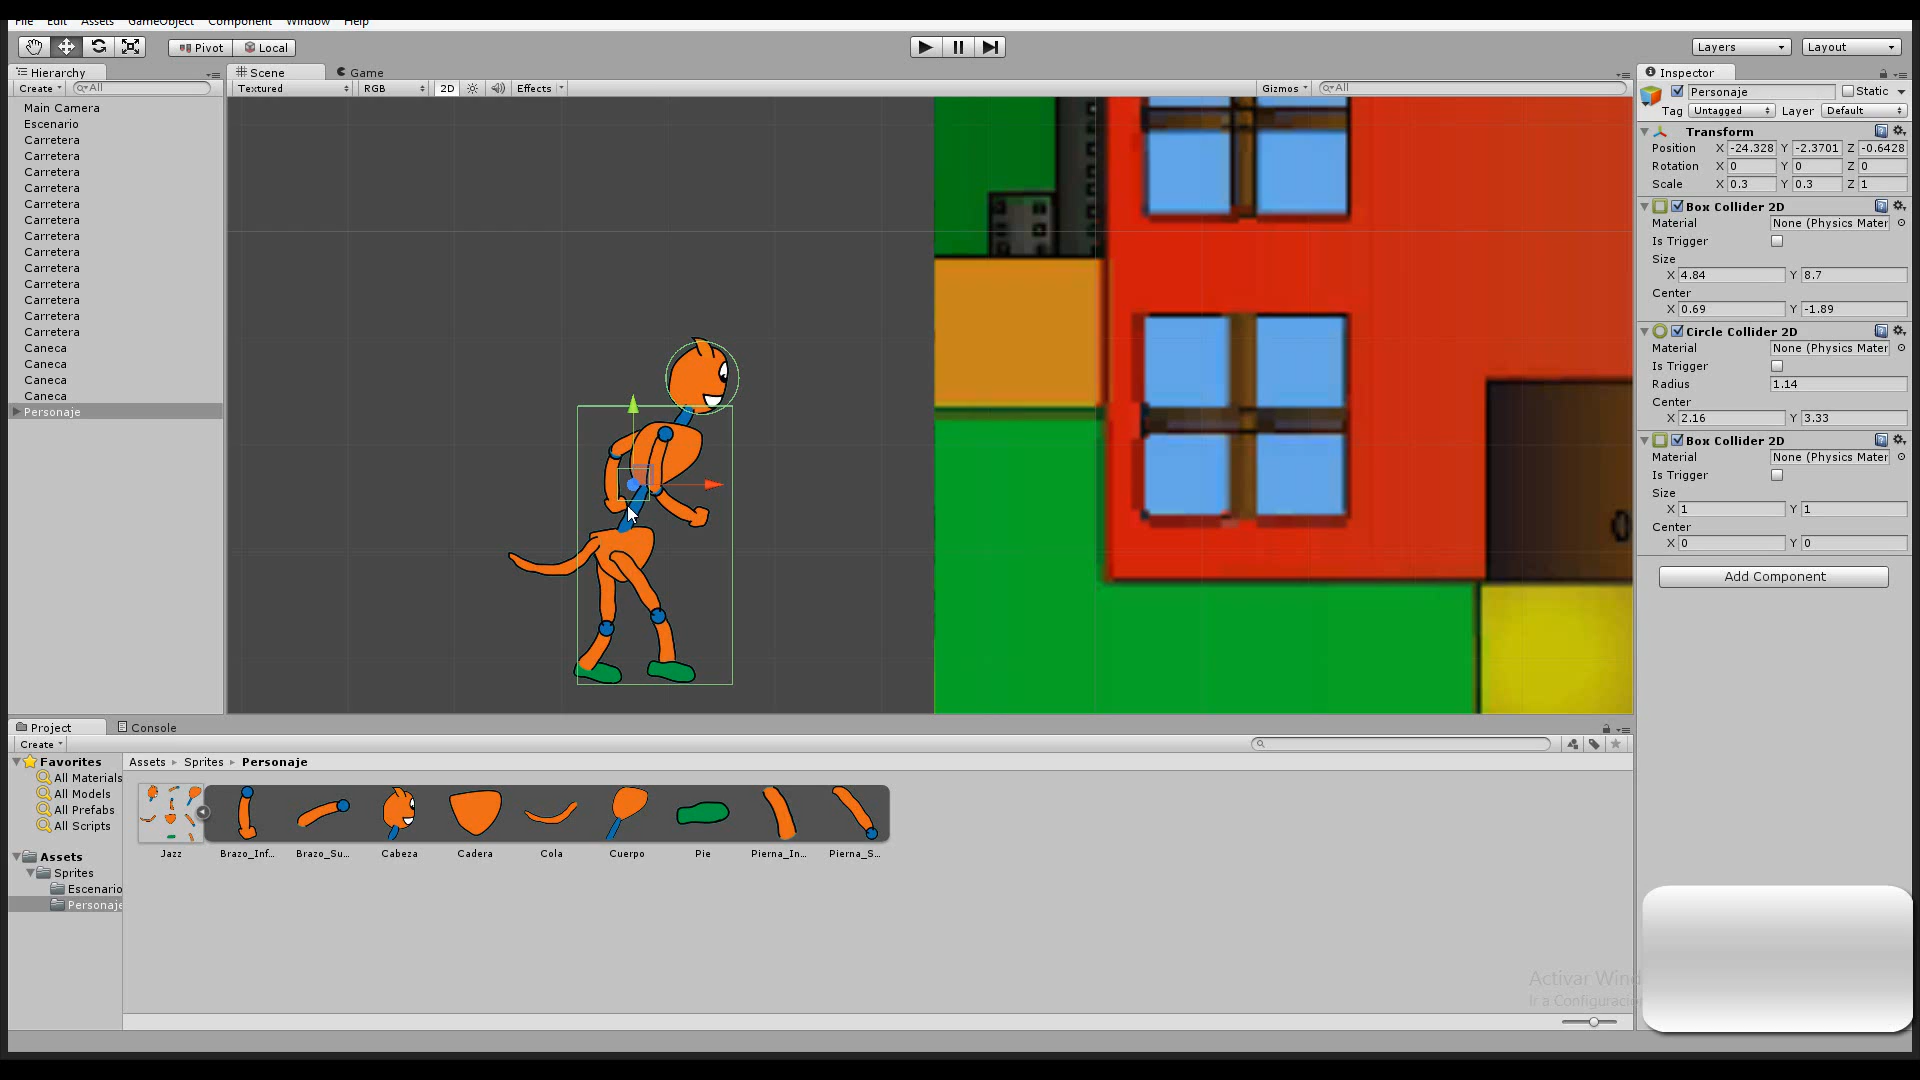 File Edit Assets GameObject Component Window Help
Pivot Local Layers Layout
Hierarchy Scene Game Inspector
Create All Textured RGB 2D Effects Gizmos All Personaje Static
Tag Untagged Layer Default
Main Camera
Escenario
Carretera
Carretera
Carretera
Carretera
Carretera
Carretera
Carretera
Carretera
Carretera
Carretera
Carretera
Carretera
Carretera
Caneca
Caneca
Caneca
Caneca
Personaje
Transform
Position X -24.328 Y -2.3701 Z -0.6428
Rotation X 0 Y 0 Z 0
Scale X 0.3 Y 0.3 Z 1
Box Collider 2D
Material None (Physics Mater
Is Trigger
Size
X 4.84 Y 8.7
Center
X 0.69 Y -1.89
Circle Collider 2D
Material None (Physics Mater
Is Trigger
Radius 1.14
Center
X 2.16 Y 3.33
Box Collider 2D
Material None (Physics Mater
Is Trigger
Size
X 1 Y 1
Center
X 0 Y 0
Add Component
Project Console
Create
Favorites
All Materials
All Models
All Prefabs
All Scripts
Assets
Sprites
Escenario
Personaje
Assets Sprites Personaje
Jazz Brazo_Inf... Brazo_Su... Cabeza Cadera Cola Cuerpo Pie Pierna_In... Pierna_S...
Activar Wind
Ir a Configuració